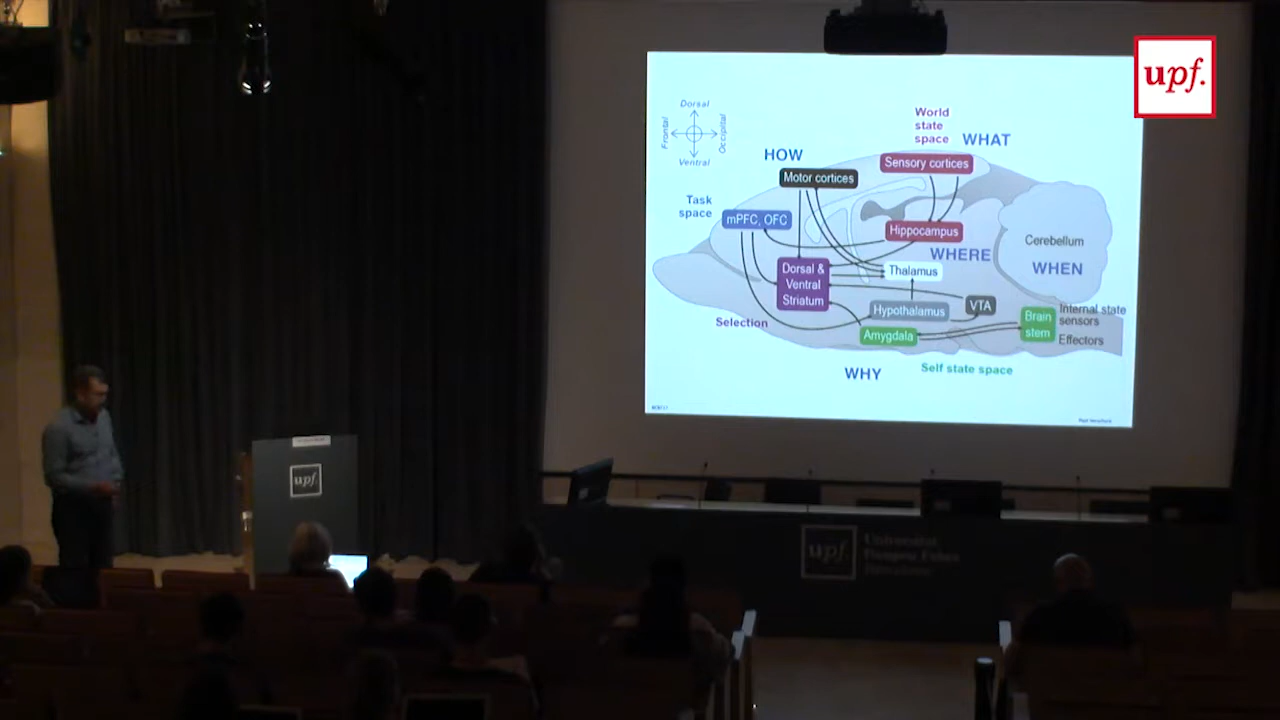 upf.
Dorsal
Frontal
Occipital
Ventral
World
state
space
WHAT
HOW
Sensory cortices
Motor cortices
Task
space
mPFC, OFC
Hippocampus
Cerebellum
WHERE
WHEN
Dorsal &
Ventral
Striatum
Thalamus
Hypothalamus
VTA
Internal state
sensors
Brain
stem
Effectors
Selection
Amygdala
WHY
Self state space
upf.
upf.
Universitat
Pompeu Fabra
Barcelona